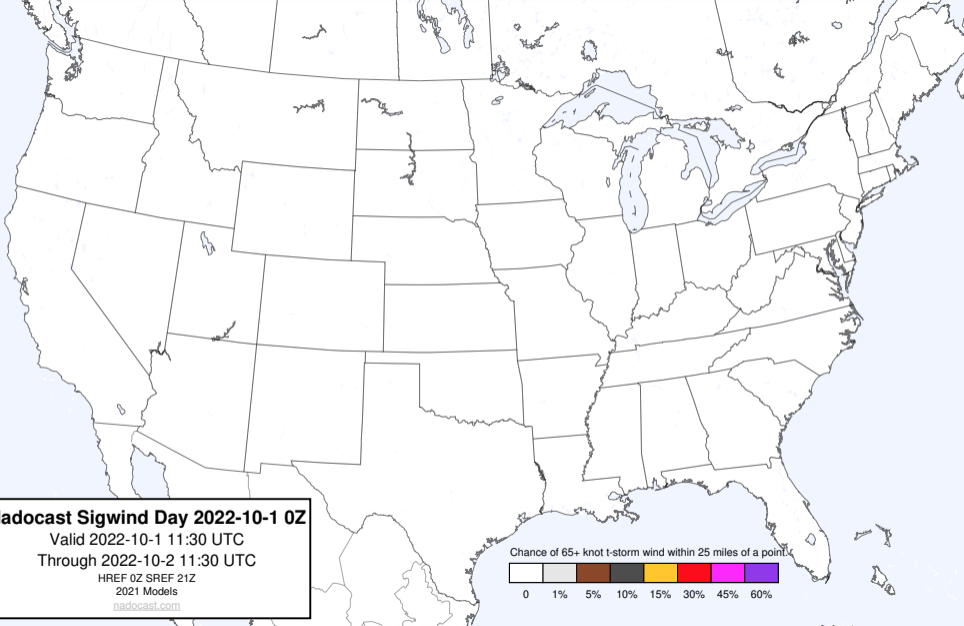 adocast Sigwind Day 2022-10-1 0Z
Valid 2022-10-1 11:30 UTC
Through 2022-10-2 11:30 UTC
HREF 0Z SREF 21Z
2021 Models
nadocast.com
Chance of 65+ knot t-storm wind within 25 miles of a point.
0 1% 5% 10% 15% 30% 45% 60%